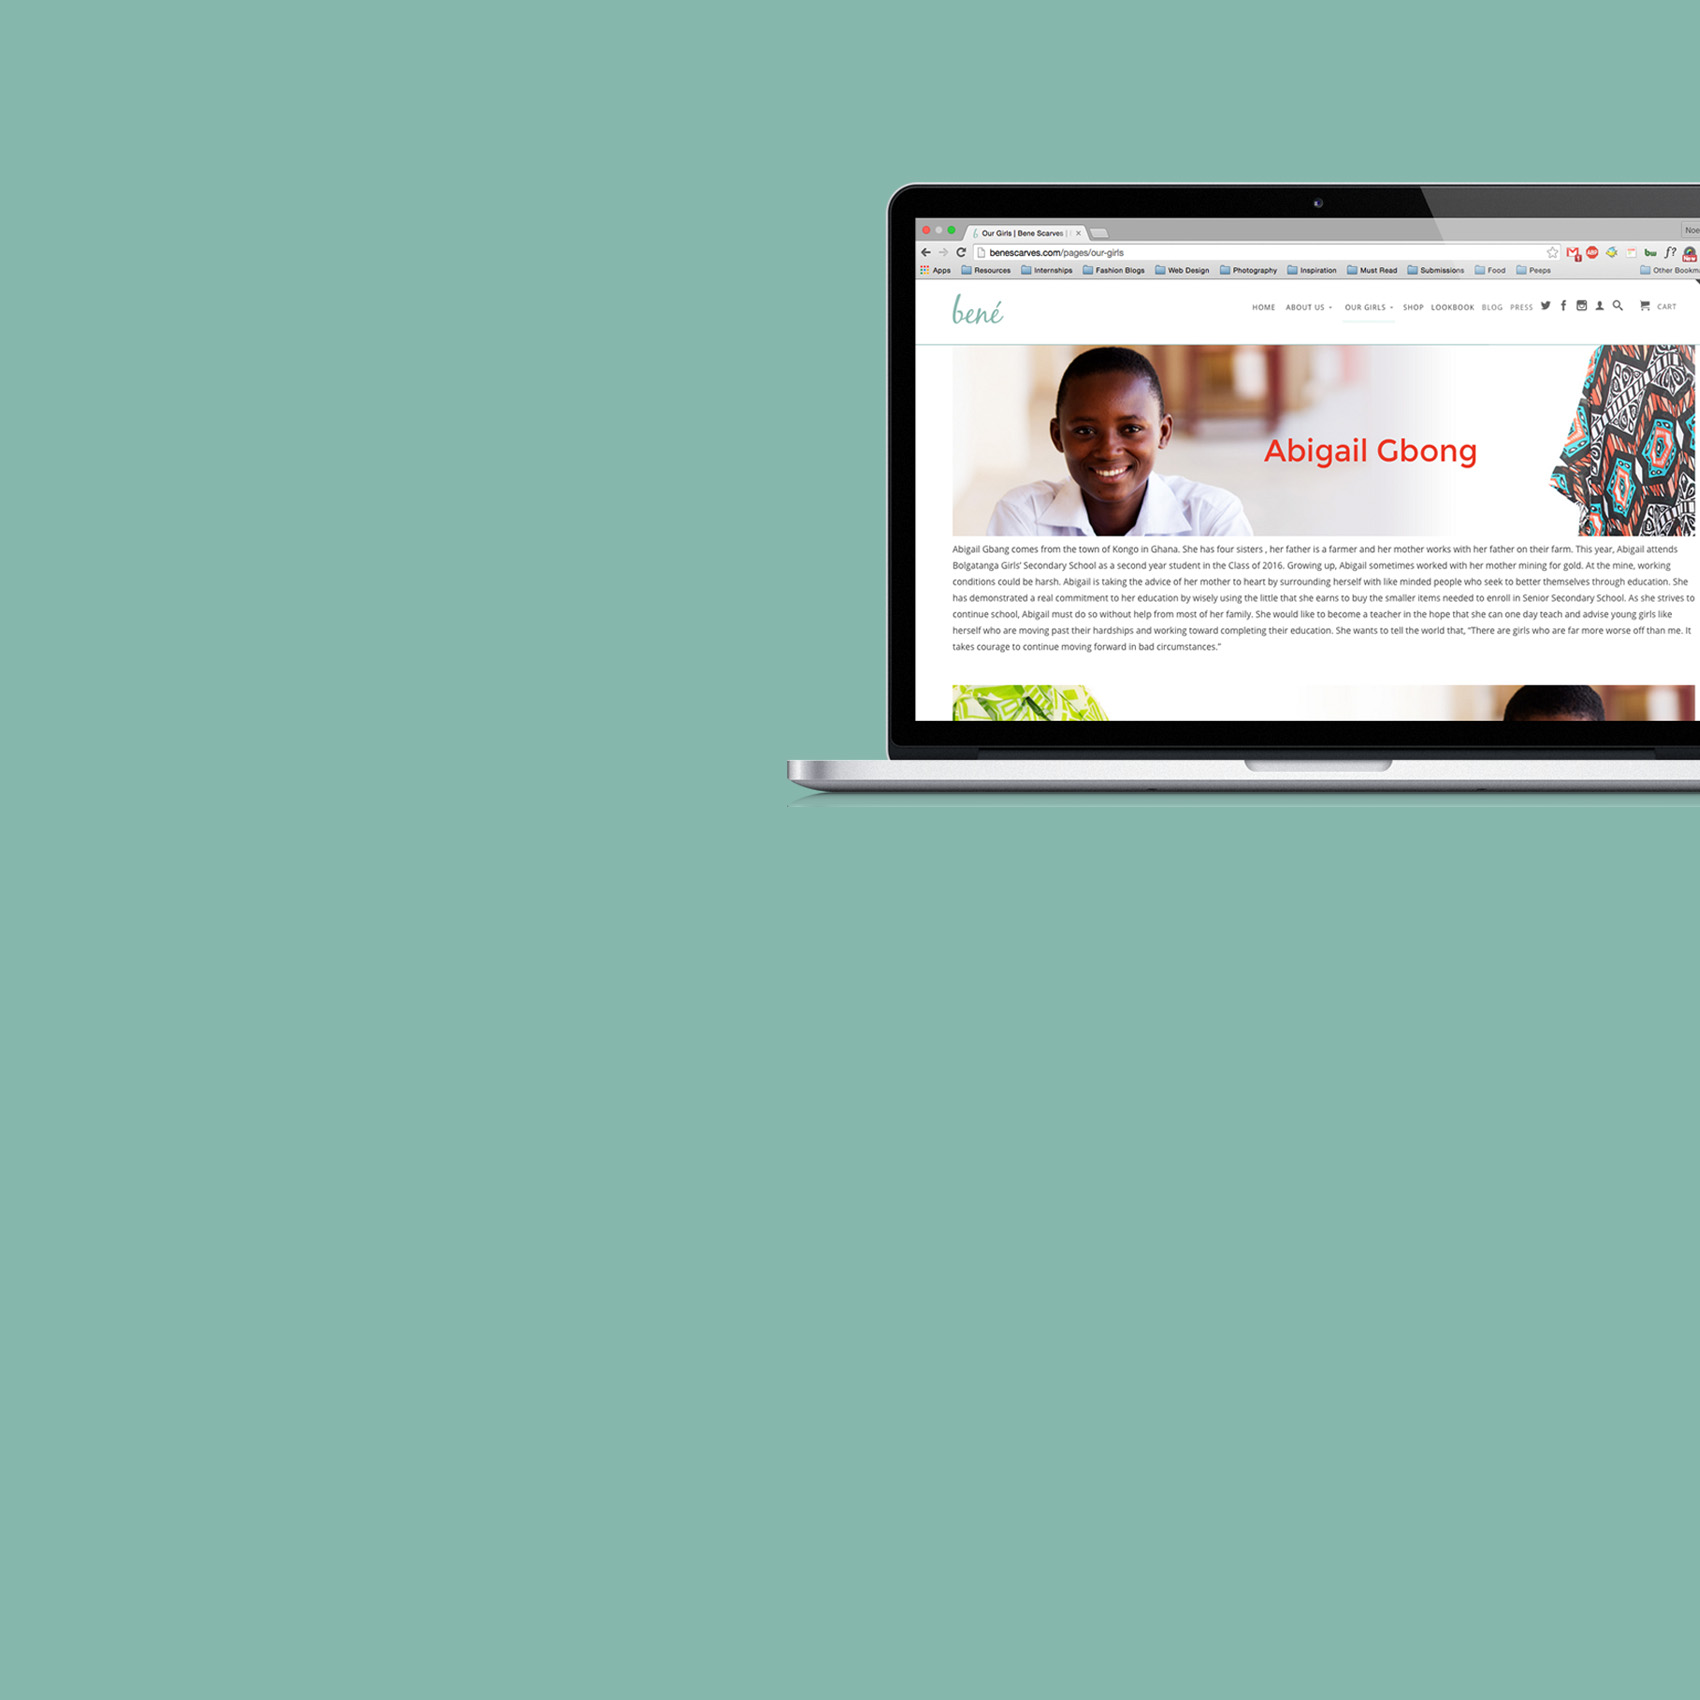 Our Girls | Bene Scarves |
Noe
benescarves.com/pages/our-girls
Apps Resources Internships Fashion Blogs Web Design Photography Inspiration Must Read Submissions Food Peeps Other Bookma
bené
HOME ABOUT US OUR GIRLS SHOP LOOKBOOK BLOG PRESS CART
Abigail Gbong
Abigail Gbang comes from the town of Kongo in Ghana. She has four sisters , her father is a farmer and her mother works with her father on their farm. This year, Abigail attends
Bolgatanga Girls' Secondary School as a second year student in the Class of 2016. Growing up, Abigail sometimes worked with her mother mining for gold. At the mine, working
conditions could be harsh. Abigail is taking the advice of her mother to heart by surrounding herself with like minded people who seek to better themselves through education. She
has demonstrated a real commitment to her education by wisely using the little that she earns to buy the smaller items needed to enroll in Senior Secondary School. As she strives to
continue school, Abigail must do so without help from most of her family. She would like to become a teacher in the hope that she can one day teach and advise young girls like
herself who are moving past their hardships and working toward completing their education. She wants to tell the world that, “There are girls who are far more worse off than me. It
takes courage to continue moving forward in bad circumstances.”